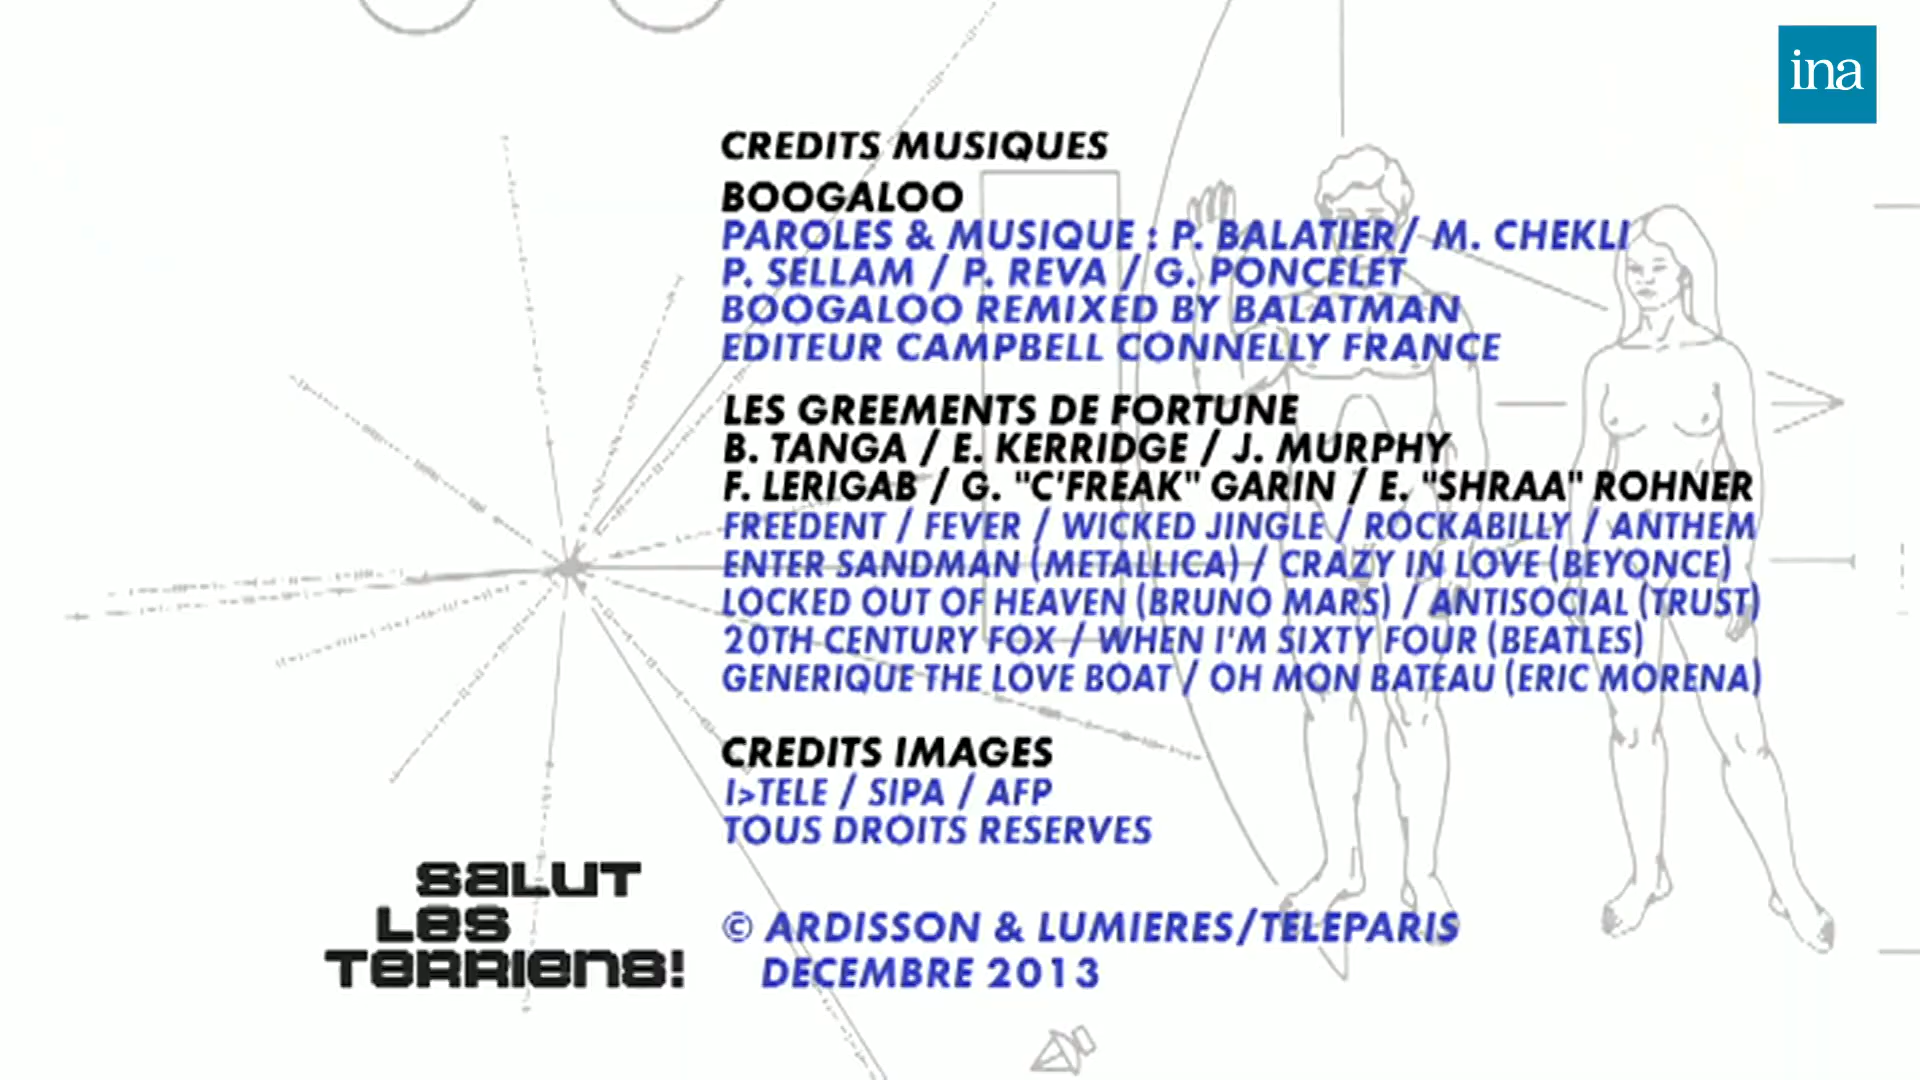 ina
CREDITS MUSIQUES
BOOGALOO
PAROLES & MUSIQUE : P. BALATIER/ M. CHEKLI
P. SELLAM / P. REVA / G. PONCELET
BOOGALOO REMIXED BY BALATMAN
EDITEUR CAMPBELL CONNELLY FRANCE
LES GREEMENTS DE FORTUNE
B. TANGA / E. KERRIDGE / J. MURPHY
F. LERIGAB / G. "C'FREAK" GARIN / E. "SHRAA" ROHNER
FREEDENT / FEVER / WICKED JINGLE / ROCKABILLY / ANTHEM
ENTER SANDMAN (METALLICA) / CRAZY IN LOVE (BEYONCE)
LOCKED OUT OF HEAVEN (BRUNO MARS) / ANTISOCIAL (TRUST)
20TH CENTURY FOX / WHEN I'M SIXTY FOUR (BEATLES)
GENERIQUE THE LOVE BOAT / OH MON BATEAU (ERIC MORENA)
CREDITS IMAGES
I>TELE / SIPA / AFP
TOUS DROITS RESERVES
SALUT
LES
TERRIENS!
© ARDISSON & LUMIERES/TELEPARIS
DECEMBRE 2013